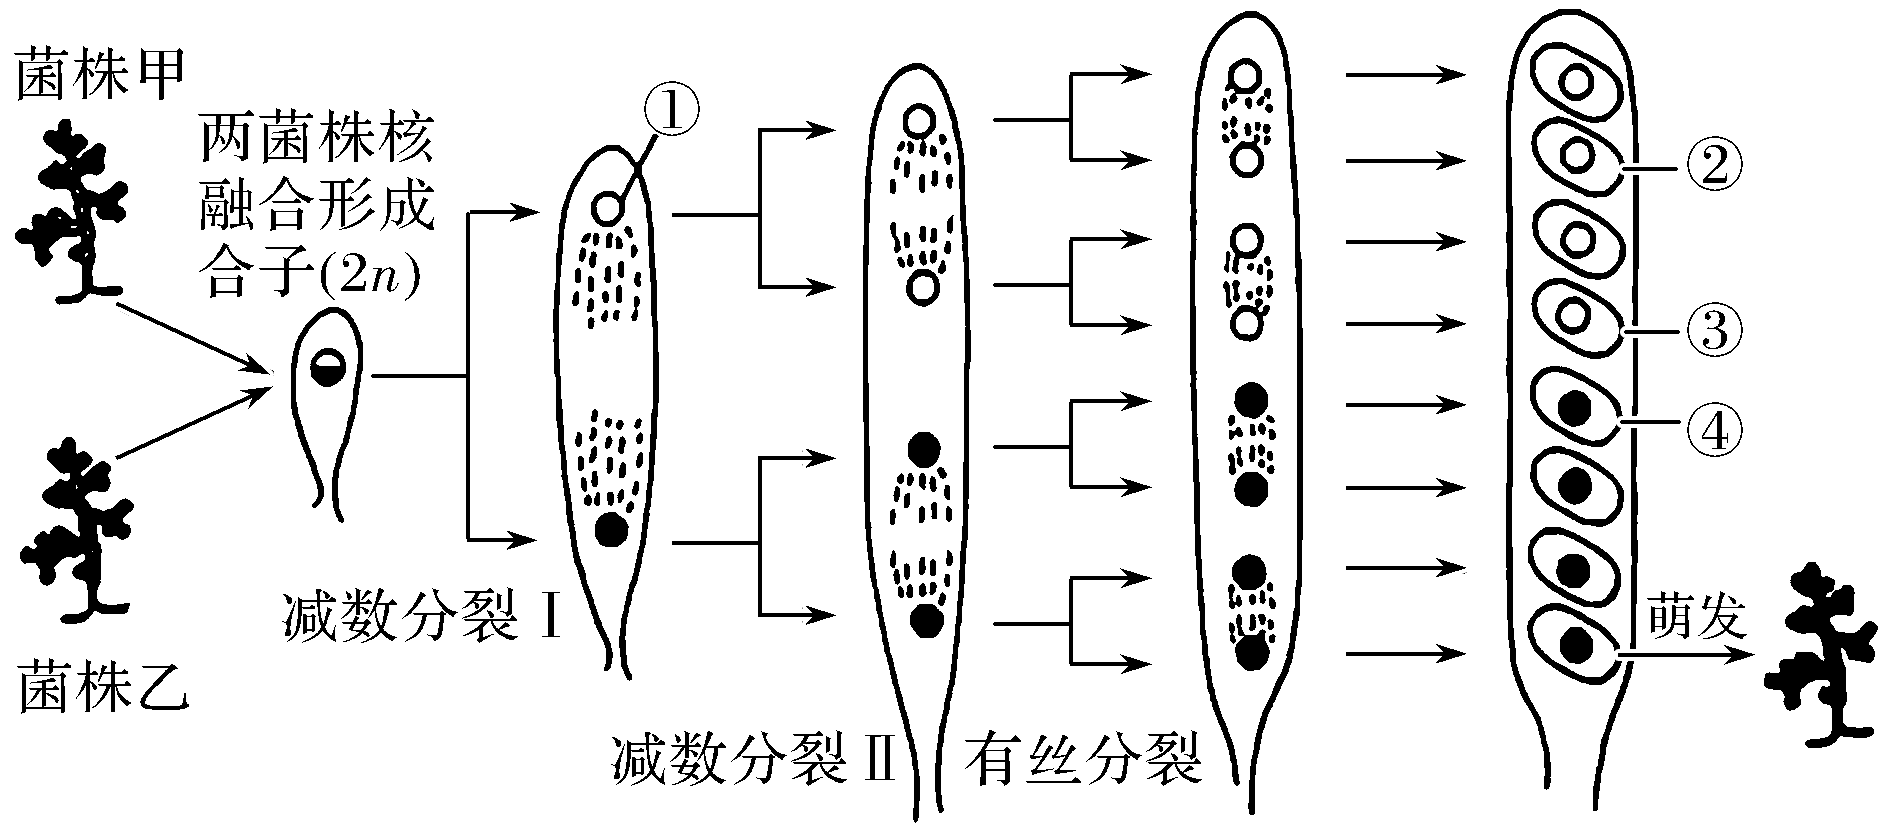 菌株甲
两菌株核
融合形成
合子(2n)
①
②
③
④
减数分裂Ⅰ
萌发
菌株乙
减数分裂Ⅱ
有丝分裂